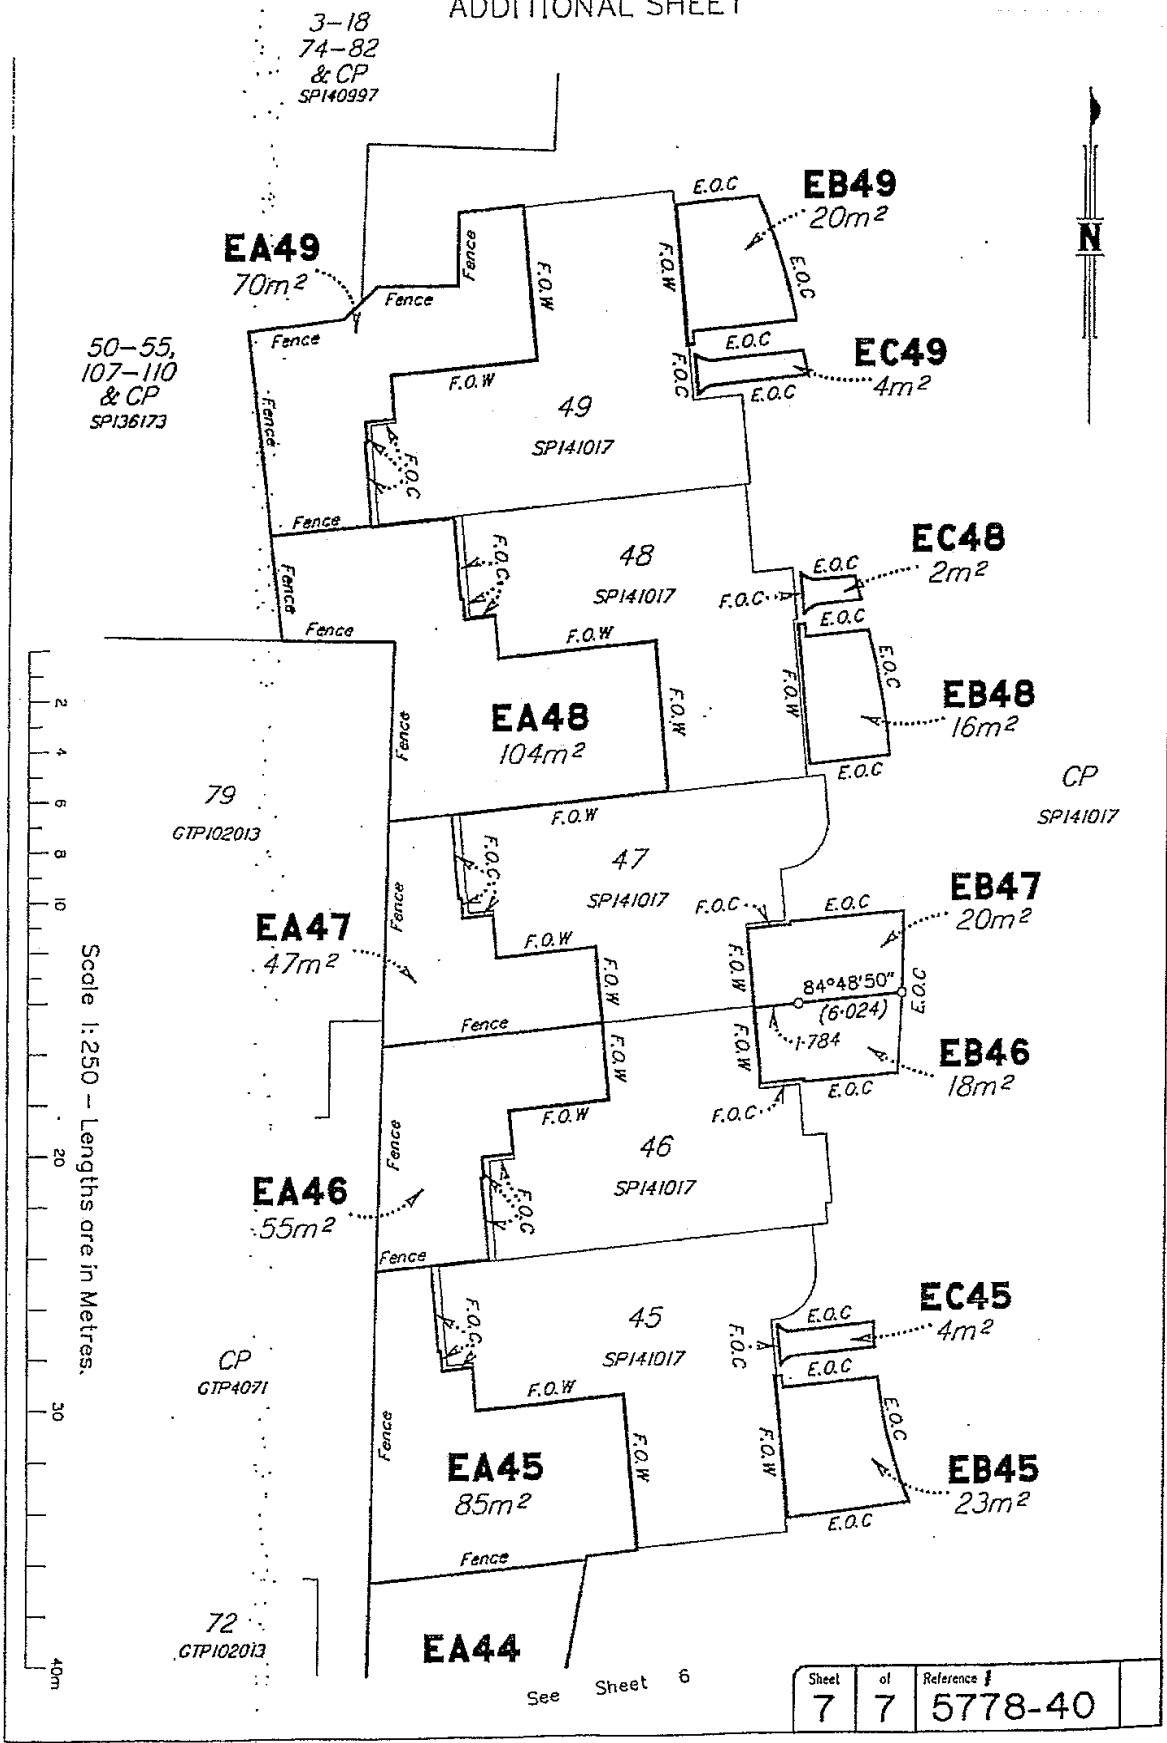 ADDITIONAL SHEET
3-18
74-82
& CP
SP140997
N
E.O.C
EB49
20m²
EA49
70m²
Fence
F.O.W
F.O.W
E.O.C
Fence
Fence
50-55,
107-110
& CP
SP136173
E.O.C
EC49
4m²
F.O.C
E.O.C
F.O.W
Fence
49
SP141017
F.O.C
Fence
EC48
2m²
E.O.C
F.O.C
48
SP141017
F.O.C
E.O.C
Fence
Fence
F.O.W
E.O.C
EB48
16m²
F.O.W
F.O.W
EA48
104m²
Fence
E.O.C
CP
SP141017
79
GTP102013
F.O.W
F.O.C
47
SP141017
EB47
20m²
E.O.C
F.O.C
Fence
EA47
47m²
F.O.W
F.O.W
F.O.W
84°48'50"
(6·024)
1·784
E.O.C
Fence
F.O.W
F.O.W
EB46
18m²
E.O.C
F.O.C
F.O.W
Fence
46
SP141017
EA46
55m²
F.O.C
Fence
EC45
4m²
E.O.C
F.O.C
45
SP141017
F.O.C
E.O.C
CP
GTP4071
F.O.W
E.O.C
Fence
F.O.W
F.O.W
EA45
85m²
EB45
23m²
E.O.C
Fence
72
GTP102013
EA44
See Sheet 6
2
4
6
8
10
20
30
40m
Scale 1:250 - Lengths are in Metres.
Sheet of Reference
7 7 5778-40